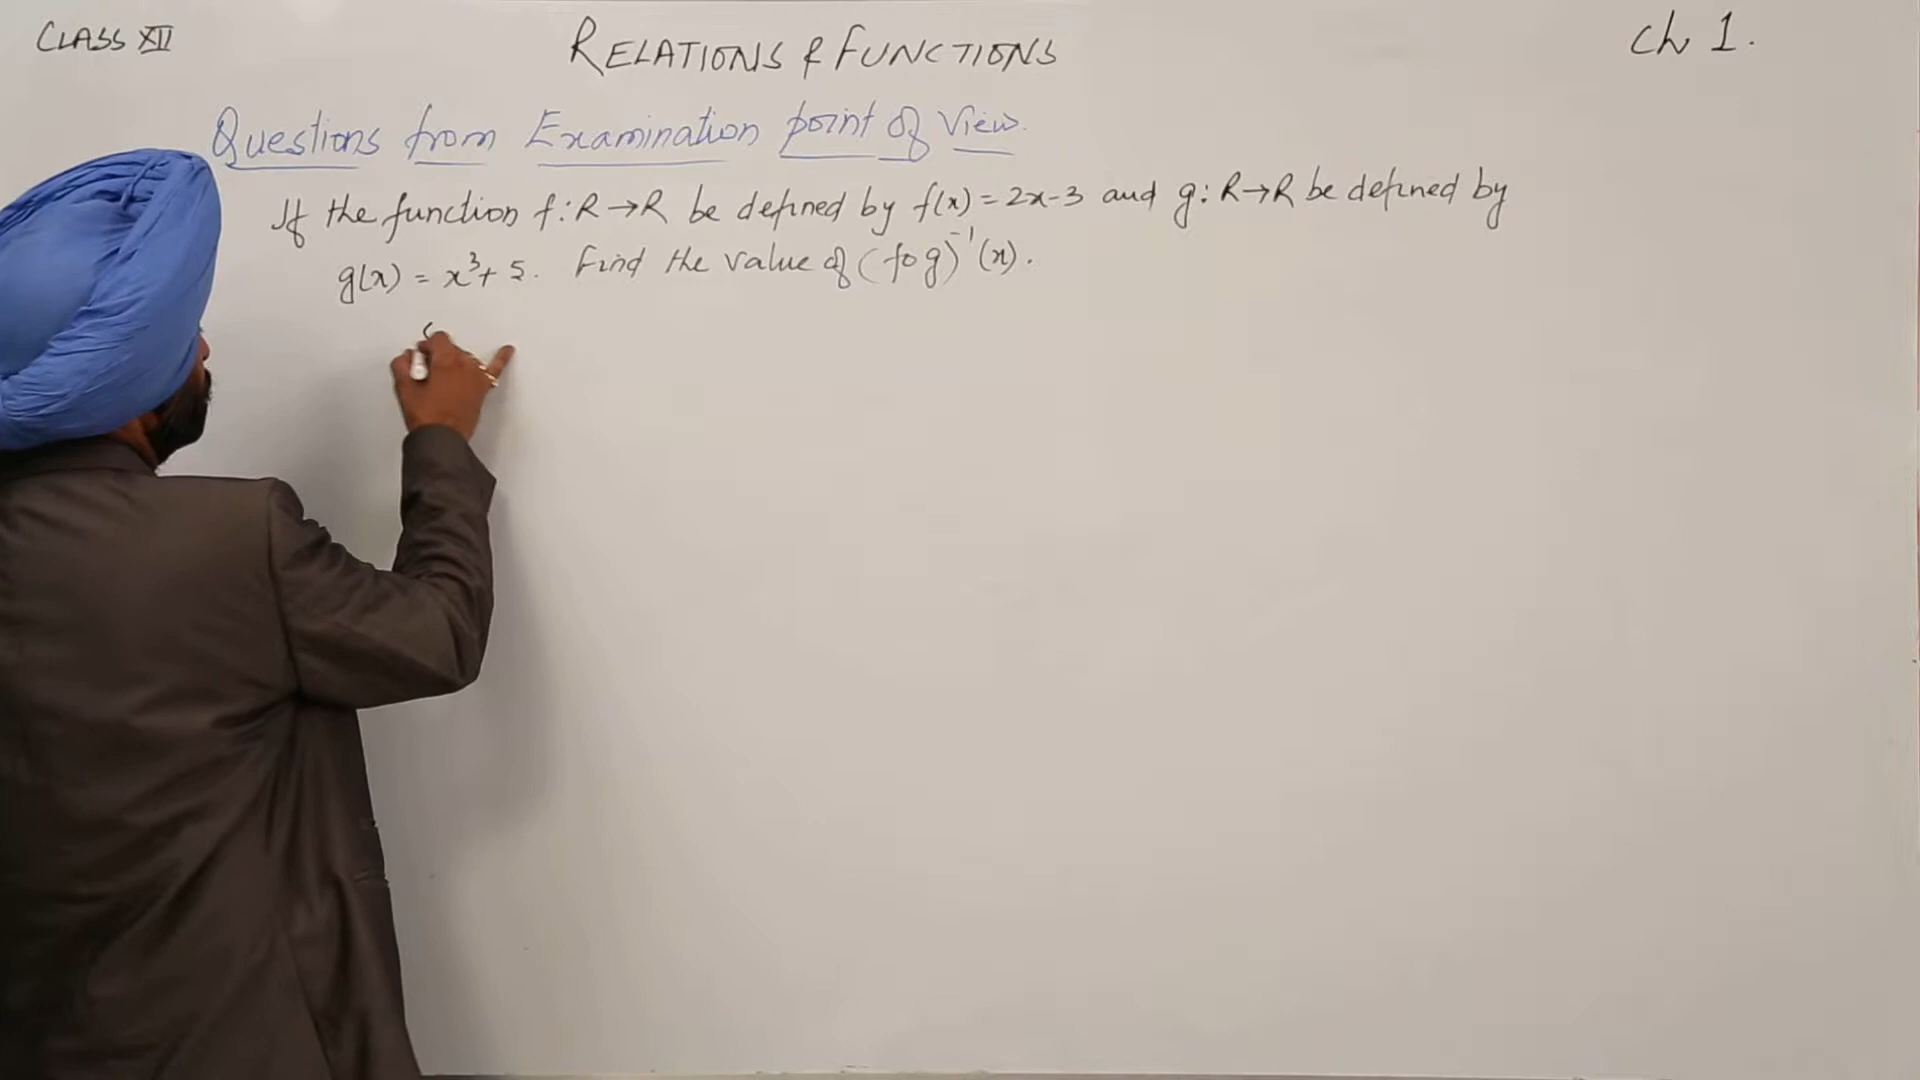 CLASS XII
RELATIONS & FUNCTIONS
Ch 1.
Questions from Examination point of view.
If the function f: R→R be defined by f(x) = 2x-3 and g: R→R be defined by
g(x) = x³+ 5. Find the value of (fog)⁻¹(x).
(